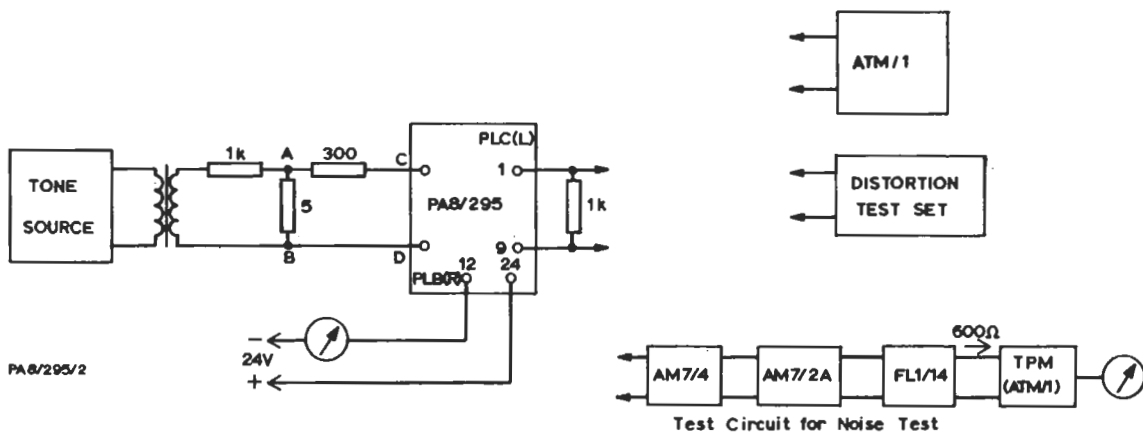 ATM/1
TONE SOURCE
1k
A
300
C
PLC(L)
1
PA8/295
5
B
D
9
12
24
PLB(R)
1k
DISTORTION TEST SET
−
24V
+
PA8/295/2
600Ω
AM7/4
AM7/2A
FL1/14
TPM
(ATM/1)
Test Circuit for Noise Test